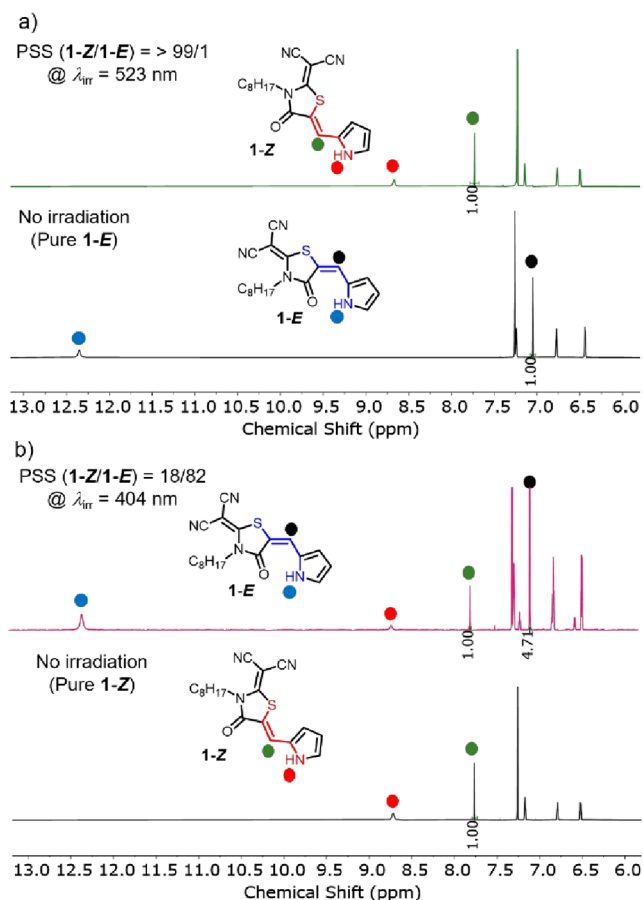 a)
PSS (1-Z/1-E) = > 99/1
@ λirr = 523 nm
CN
CN
C8H17
N
S
O
HN
1-Z
1.00
No irradiation
(Pure 1-E)
CN
NC
S
N
C8H17
O
HN
1-E
1.00
13.0 12.5 12.0 11.5 11.0 10.5 10.0 9.5 9.0 8.5 8.0 7.5 7.0 6.5 6.0
Chemical Shift (ppm)
b)
PSS (1-Z/1-E) = 18/82
@ λirr = 404 nm
CN
NC
S
N
C8H17
O
HN
1-E
1.00
4.71
No irradiation
(Pure 1-Z)
CN
CN
C8H17
N
S
O
HN
1-Z
1.00
13.0 12.5 12.0 11.5 11.0 10.5 10.0 9.5 9.0 8.5 8.0 7.5 7.0 6.5 6.0
Chemical Shift (ppm)